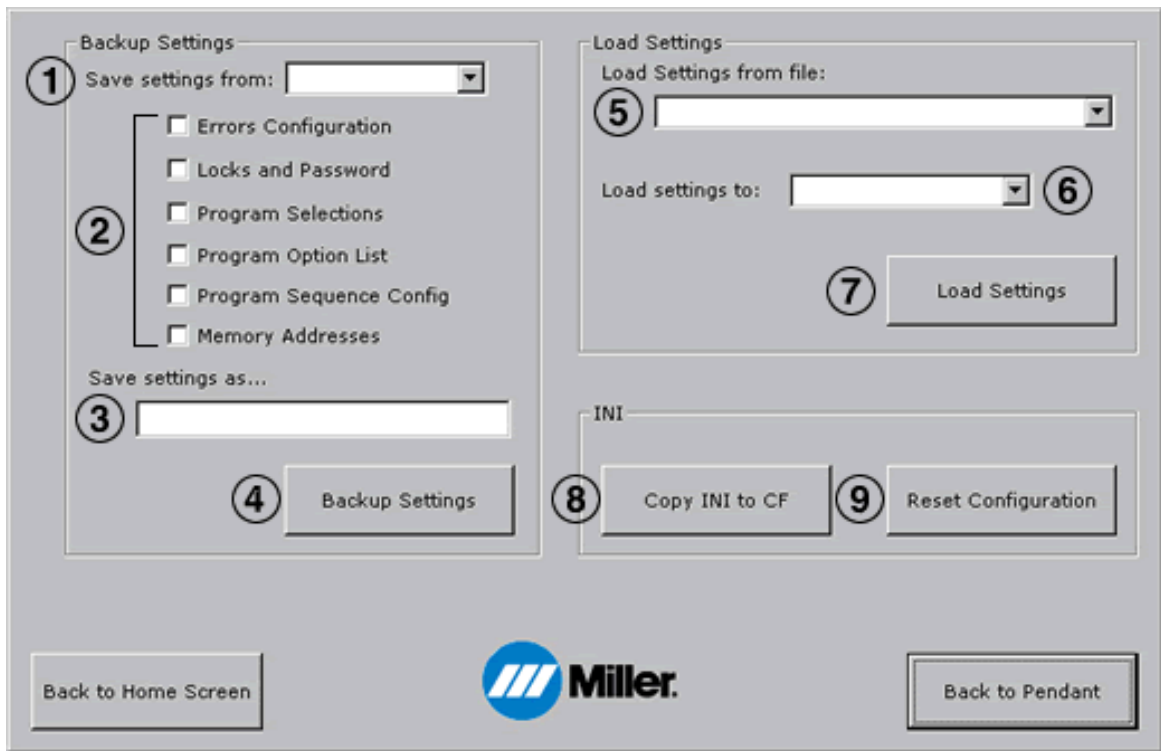 Backup Settings
1 Save settings from:
2
Errors Configuration
Locks and Password
Program Selections
Program Option List
Program Sequence Config
Memory Addresses
Save settings as...
3
4 Backup Settings
Load Settings
Load Settings from file:
5
Load settings to: 6
7 Load Settings
INI
8 Copy INI to CF 9 Reset Configuration
Back to Home Screen
Miller.
Back to Pendant